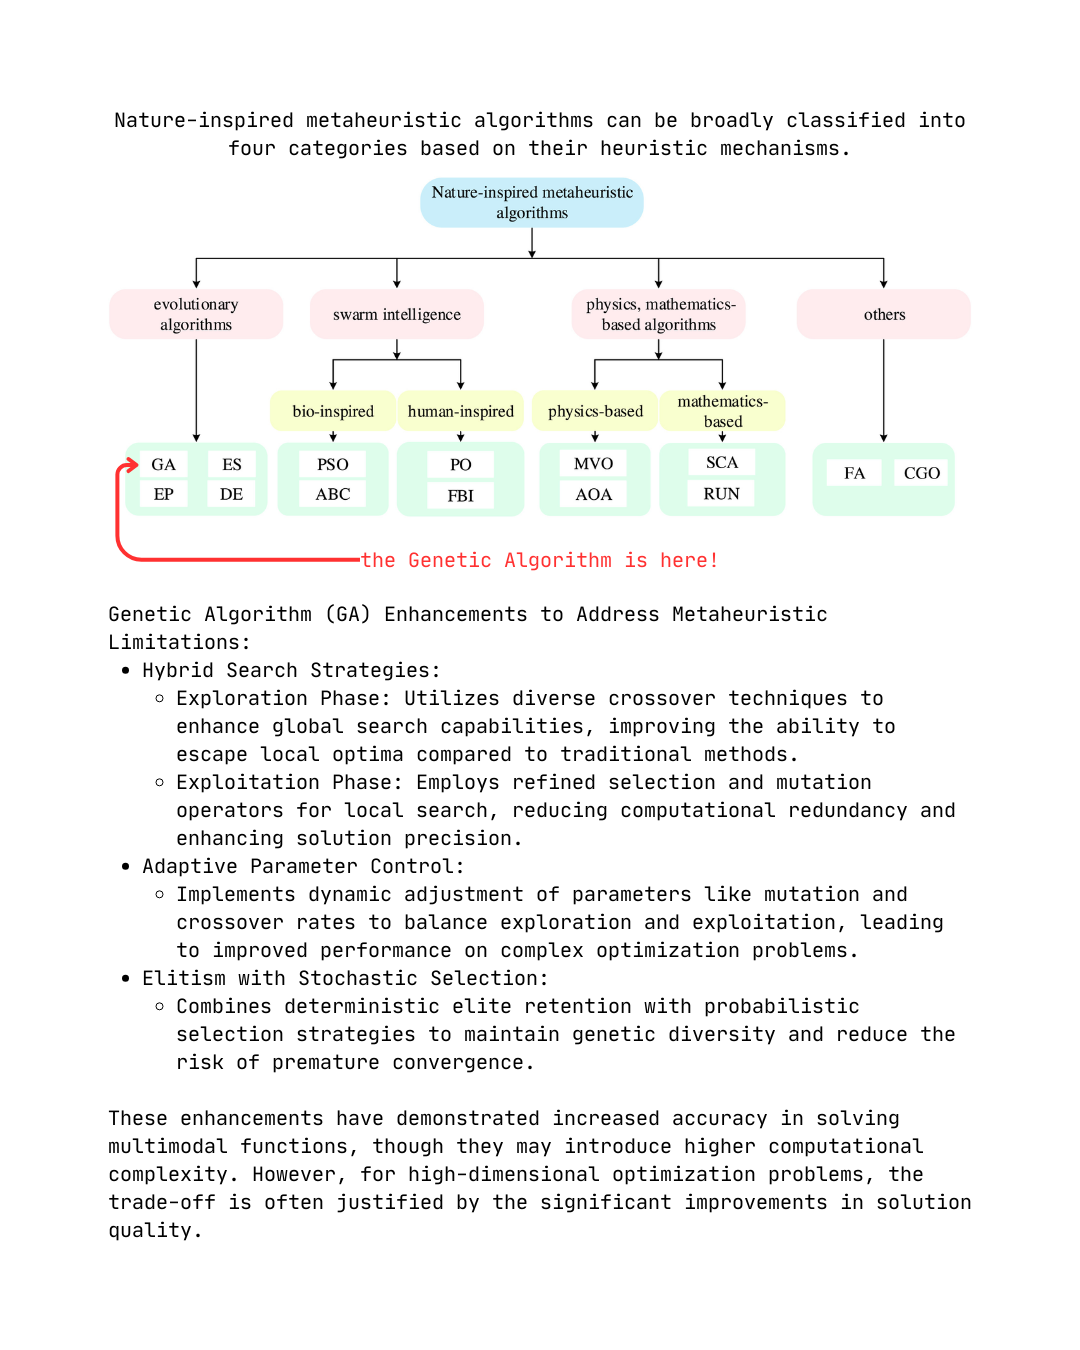 Nature-inspired metaheuristic algorithms can be broadly classified into
four categories based on their heuristic mechanisms.
Nature-inspired metaheuristic
algorithms
evolutionary
algorithms
swarm intelligence
physics, mathematics-
based algorithms
others
bio-inspired
human-inspired
physics-based
mathematics-
based
GA ES
EP DE
PSO
ABC
PO
FBI
MVO
AOA
SCA
RUN
FA CGO
the Genetic Algorithm is here!
Genetic Algorithm (GA) Enhancements to Address Metaheuristic
Limitations:
• Hybrid Search Strategies:
◦ Exploration Phase: Utilizes diverse crossover techniques to
enhance global search capabilities, improving the ability to
escape local optima compared to traditional methods.
◦ Exploitation Phase: Employs refined selection and mutation
operators for local search, reducing computational redundancy and
enhancing solution precision.
• Adaptive Parameter Control:
◦ Implements dynamic adjustment of parameters like mutation and
crossover rates to balance exploration and exploitation, leading
to improved performance on complex optimization problems.
• Elitism with Stochastic Selection:
◦ Combines deterministic elite retention with probabilistic
selection strategies to maintain genetic diversity and reduce the
risk of premature convergence.
These enhancements have demonstrated increased accuracy in solving
multimodal functions, though they may introduce higher computational
complexity. However, for high-dimensional optimization problems, the
trade-off is often justified by the significant improvements in solution
quality.